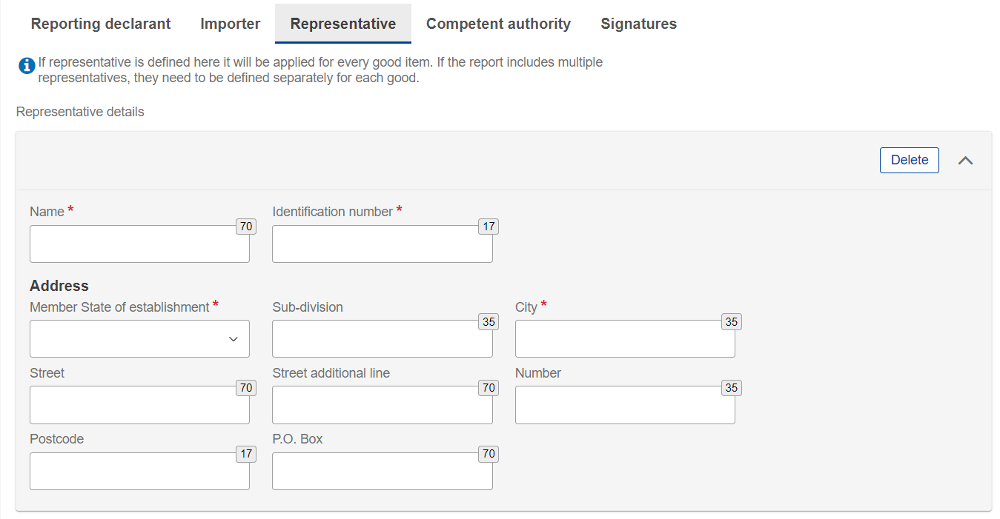 Reporting declarant Importer Representative Competent authority Signatures
If representative is defined here it will be applied for every good item. If the report includes multiple
representatives, they need to be defined separately for each good.
Representative details
Delete
Name * Identification number *
70 17
Address
Member State of establishment * Sub-division City *
35 35
Street Street additional line Number
70 70 35
Postcode P.O. Box
17 70